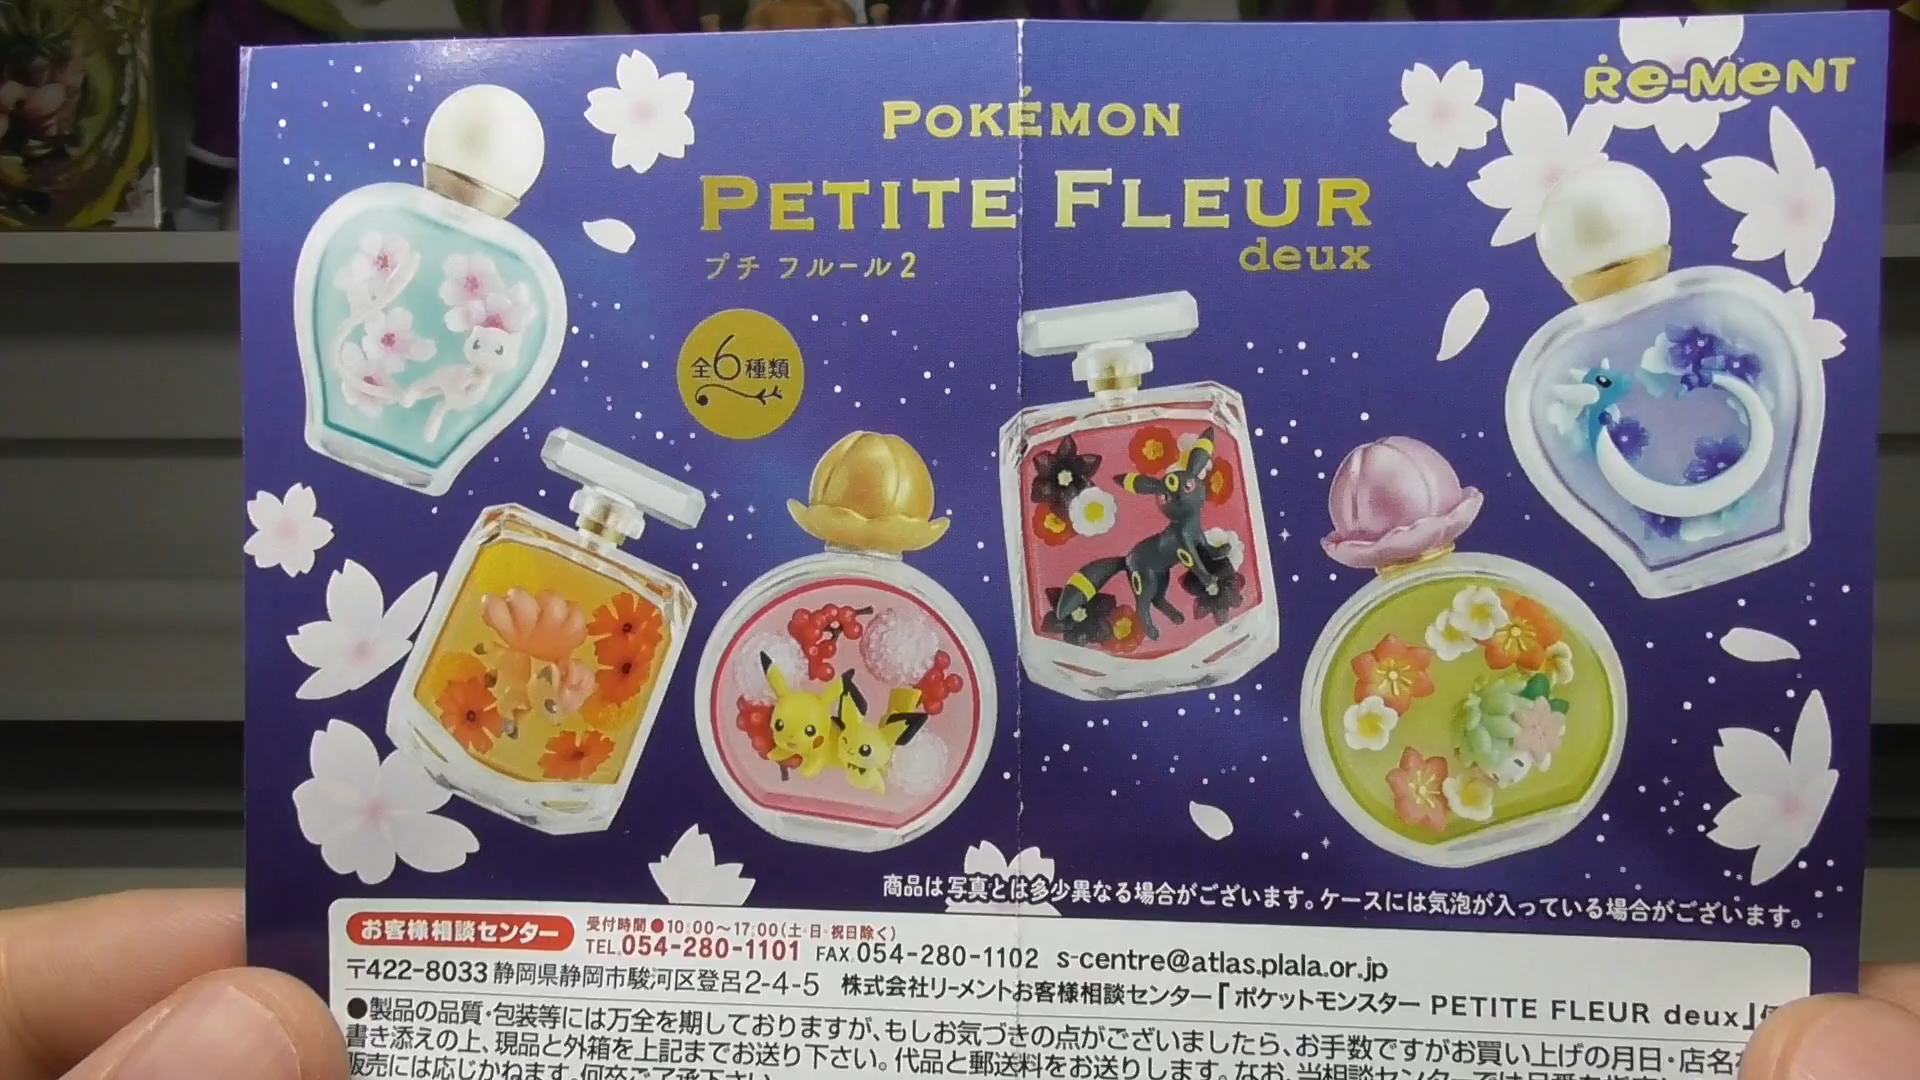 Re-MeNT
POKÉMON
PETITE FLEUR
deux
プチ フルール2
全6種類
商品は写真とは多少異なる場合がございます。ケースには気泡が入っている場合がございます。
お客様相談センター
受付時間●10:00～17:00(土・日・祝日除く)
TEL.054-280-1101 FAX.054-280-1102 s-centre@atlas.plala.or.jp
〒422-8033 静岡県静岡市駿河区登呂2-4-5 株式会社リーメントお客様相談センター「ポケットモンスター PETITE FLEUR deux」
●製品の品質・包装等には万全を期しておりますが、もしお気づきの点がございましたら、お手数ですがお買い上げの月日・店名
書き添えの上、現品と外箱を上記までお送り下さい。代品と郵送料をお送りします。なお、当相談センターでは
販売には応じかねます。何卒ご了承下さい。